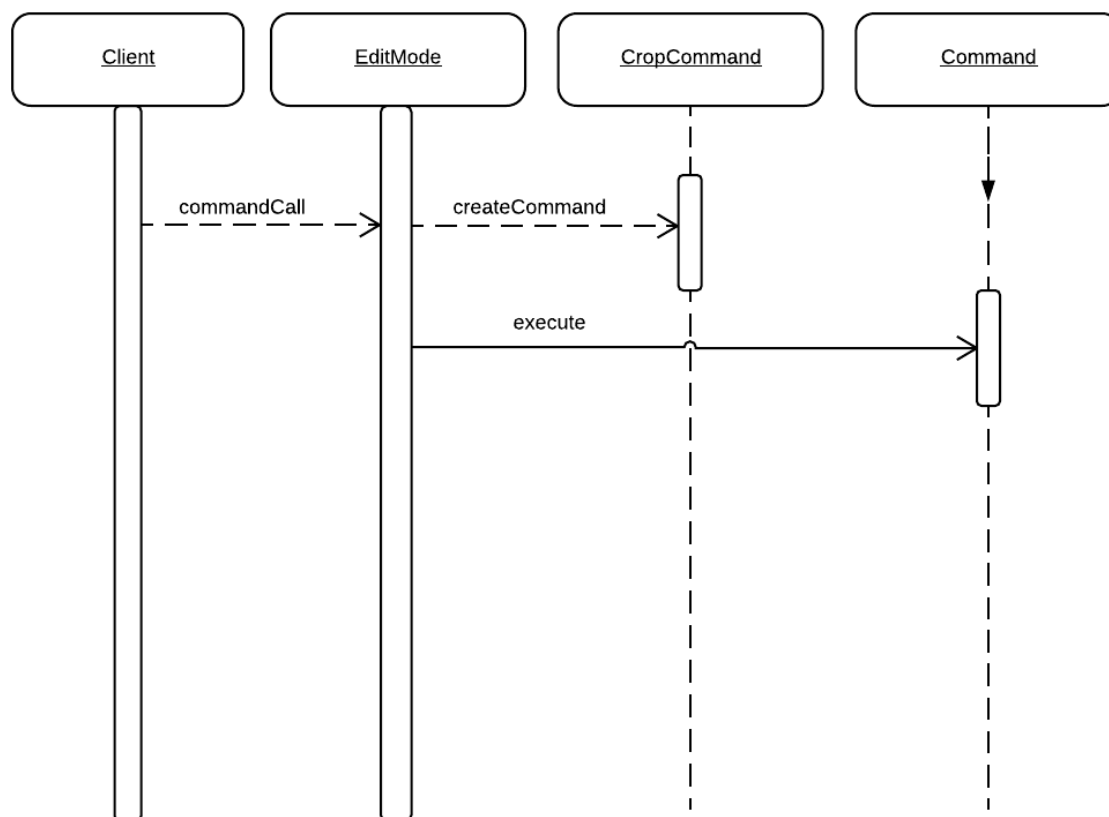 Client
EditMode
CropCommand
Command
commandCall
createCommand
execute